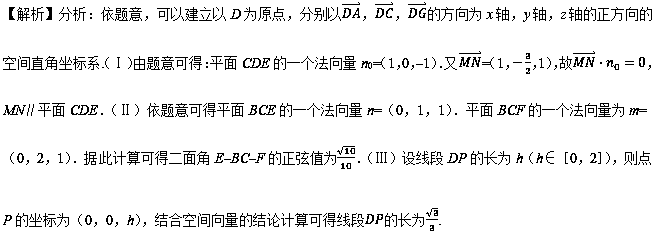 【解析】分析：依题意，可以建立以 D 为原点，分别以$\overrightarrow{DA}$，$\overrightarrow{DC}$，$\overrightarrow{DG}$的方向为 x 轴，y 轴，z 轴的正方向的
空间直角坐标系.(Ⅰ)由题意可得:平面 CDE 的一个法向量 n₀=(1,0,–1).又$\overrightarrow{MN}$=(1,$-\frac{3}{2}$,1),故$\overrightarrow{MN}\cdot n_0=0$,
MN∥平面 CDE.（Ⅱ）依题意可得平面 BCE 的一个法向量 n=（0，1，1）.平面 BCF 的一个法向量为 m=
（0，2，1）.据此计算可得二面角 E–BC–F 的正弦值为$\frac{\sqrt{10}}{10}$.（Ⅲ）设线段 DP 的长为 h（h∈［0，2］），则点
P 的坐标为（0，0，h），结合空间向量的结论计算可得线段DP的长为$\frac{\sqrt{3}}{3}$.